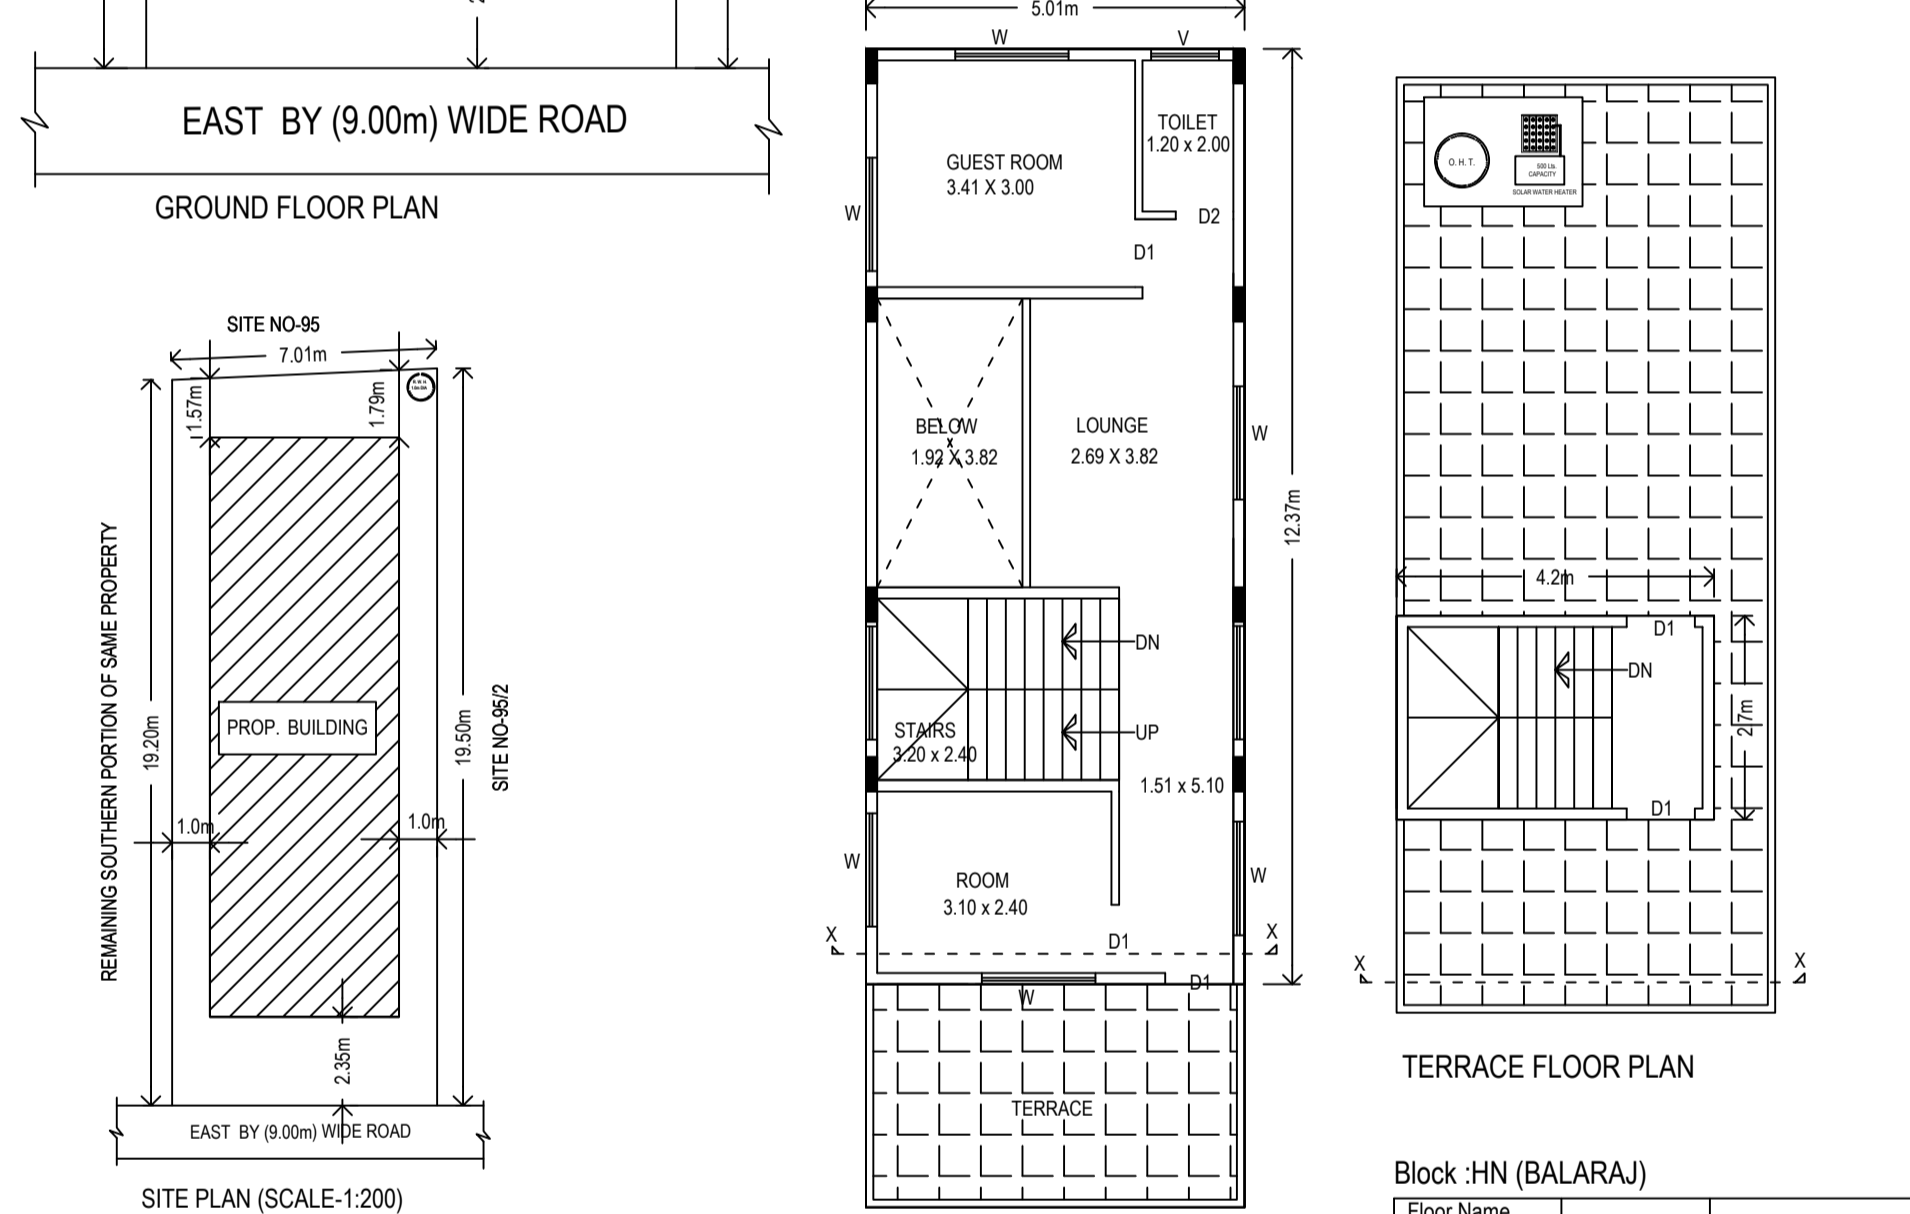 EAST BY (9.00m) WIDE ROAD
GROUND FLOOR PLAN
SITE NO-95
7.01m
1.57m
1.79m
REMAINING SOUTHERN PORTION OF SAME PROPERTY
19.20m
19.50m
SITE NO-95/2
PROP. BUILDING
1.0m
1.0m
2.35m
EAST BY (9.00m) WIDE ROAD
SITE PLAN (SCALE-1:200)
5.01m
W
V
TOILET
1.20 x 2.00
GUEST ROOM
3.41 X 3.00
W
D2
D1
BELOW
1.92 X 3.82
LOUNGE
2.69 X 3.82
W
12.37m
DN
STAIRS
3.20 x 2.40
UP
1.51 x 5.10
W
ROOM
3.10 x 2.40
W
X
D1
X
D1
W
TERRACE
O.H.T.
500 Lts.
CAPACITY
SOLAR WATER HEATER
4.2m
D1
DN
2.7m
D1
X
X
TERRACE FLOOR PLAN
Block :HN (BALARAJ)
Floor Name